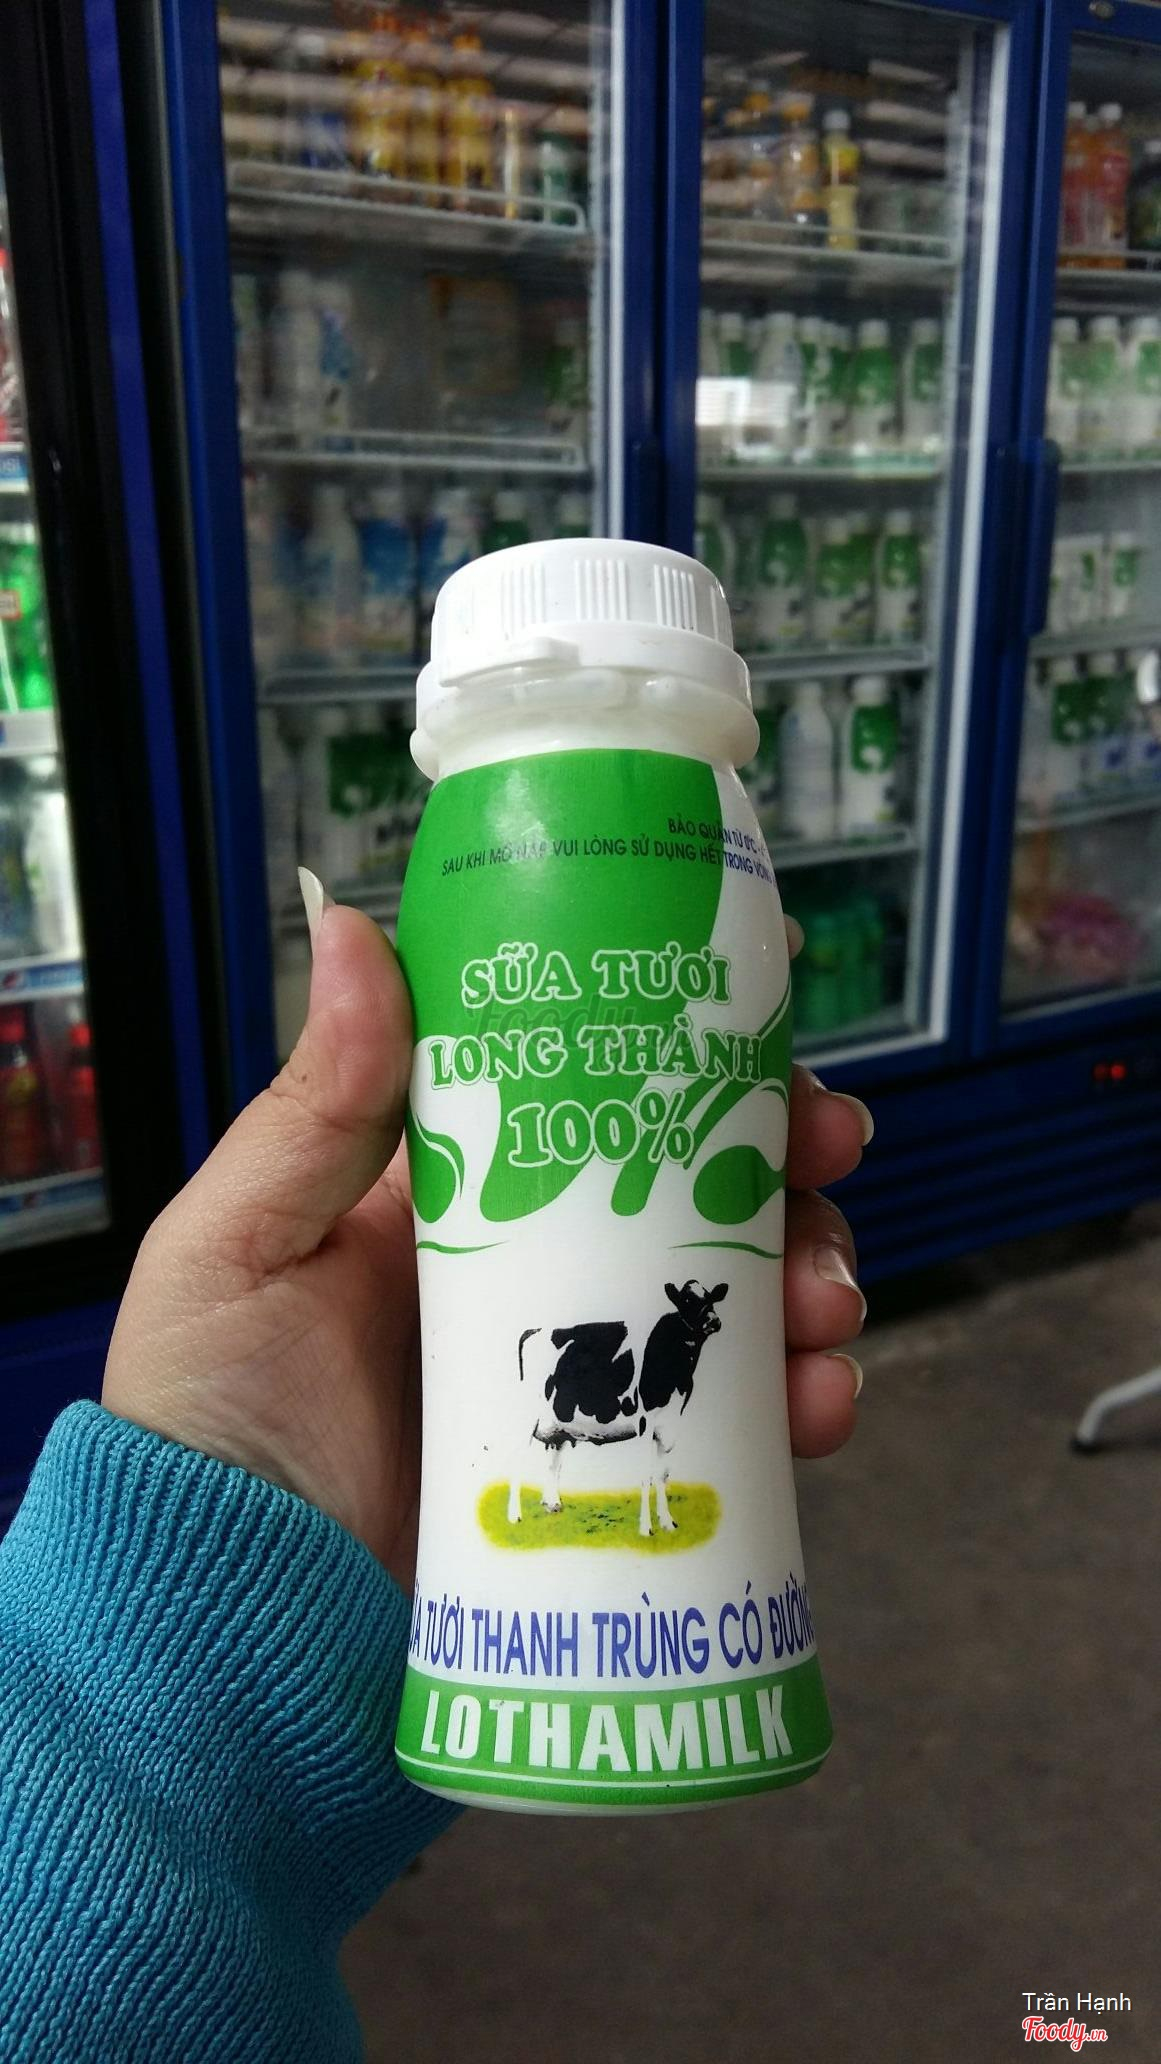 BẢO QUẢN TỪ 0°C -
SAU KHI MỞ NẮP VUI LÒNG SỬ DỤNG HẾT TRONG VÒNG
SỮA TƯƠI
LONG THÀNH
100%
TƯƠI THANH TRÙNG CÓ
LOTHAMILK
Trần Hạnh
Foody.vn